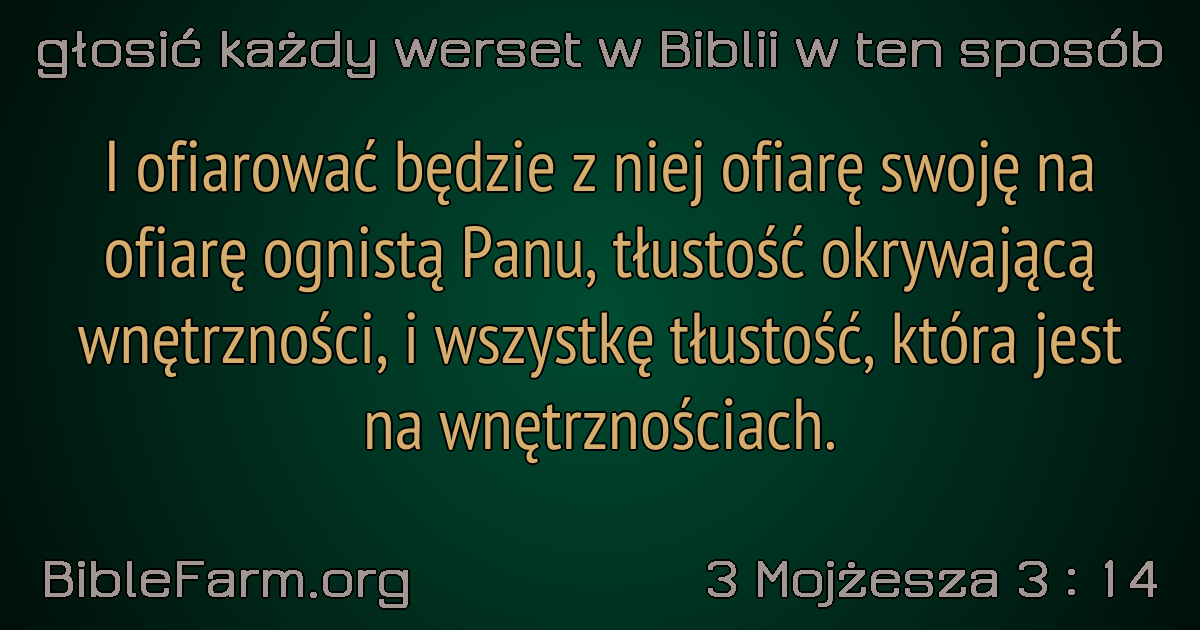 głosić każdy werset w Biblii w ten sposób
I ofiarować będzie z niej ofiarę swoję na
ofiarę ognistą Panu, tłustość okrywającą
wnętrzności, i wszystkę tłustość, która jest
na wnętrznościach.
BibleFarm.org
3 Mojżesza 3 : 14